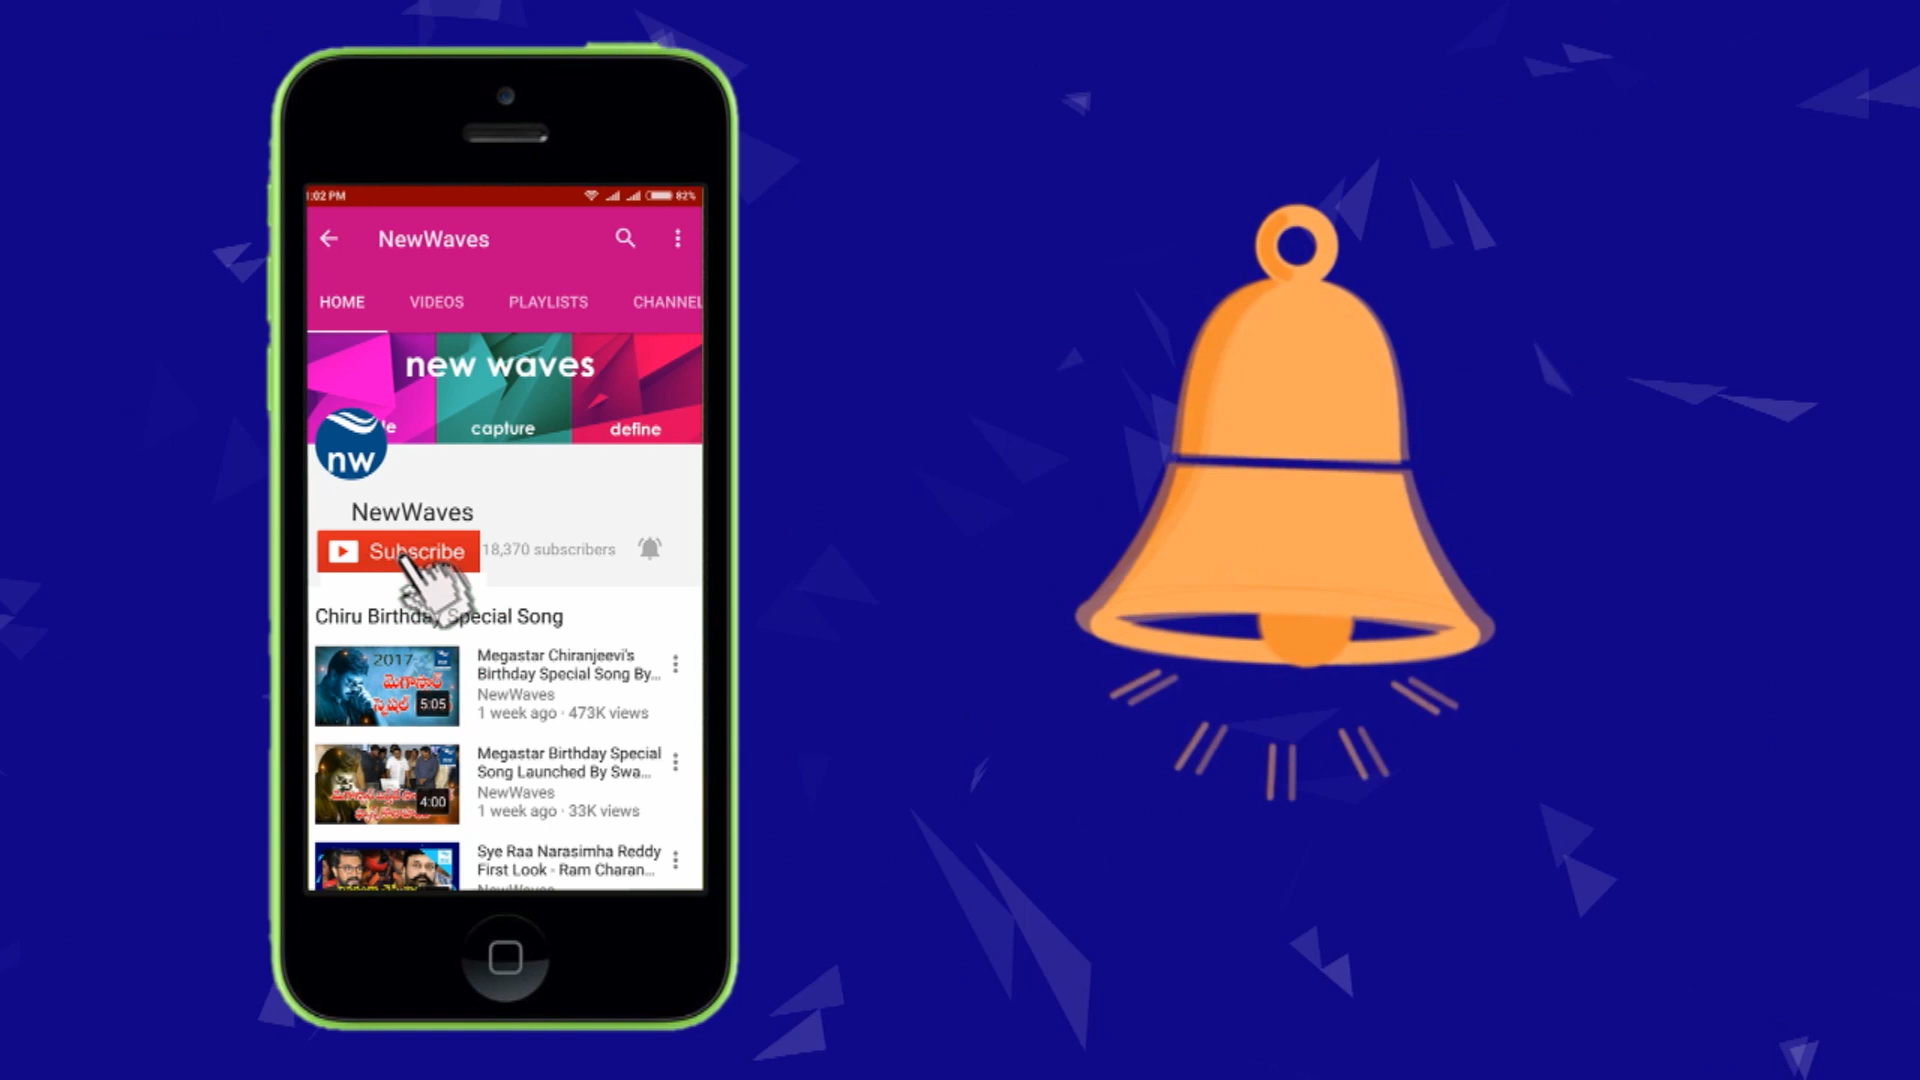 1:02 PM
82%
NewWaves
HOME VIDEOS PLAYLISTS CHANNEL
new waves
capture
define
nw
NewWaves
Subscribe
18,370 subscribers
Chiru Birthday Special Song
2017
మెగాస్టార్
స్పెషల్
5:05
Megastar Chiranjeevi's
Birthday Special Song By...
NewWaves
1 week ago · 473K views
4:00
Megastar Birthday Special
Song Launched By Swa...
NewWaves
1 week ago · 33K views
Sye Raa Narasimha Reddy
First Look - Ram Charan...
NewWaves